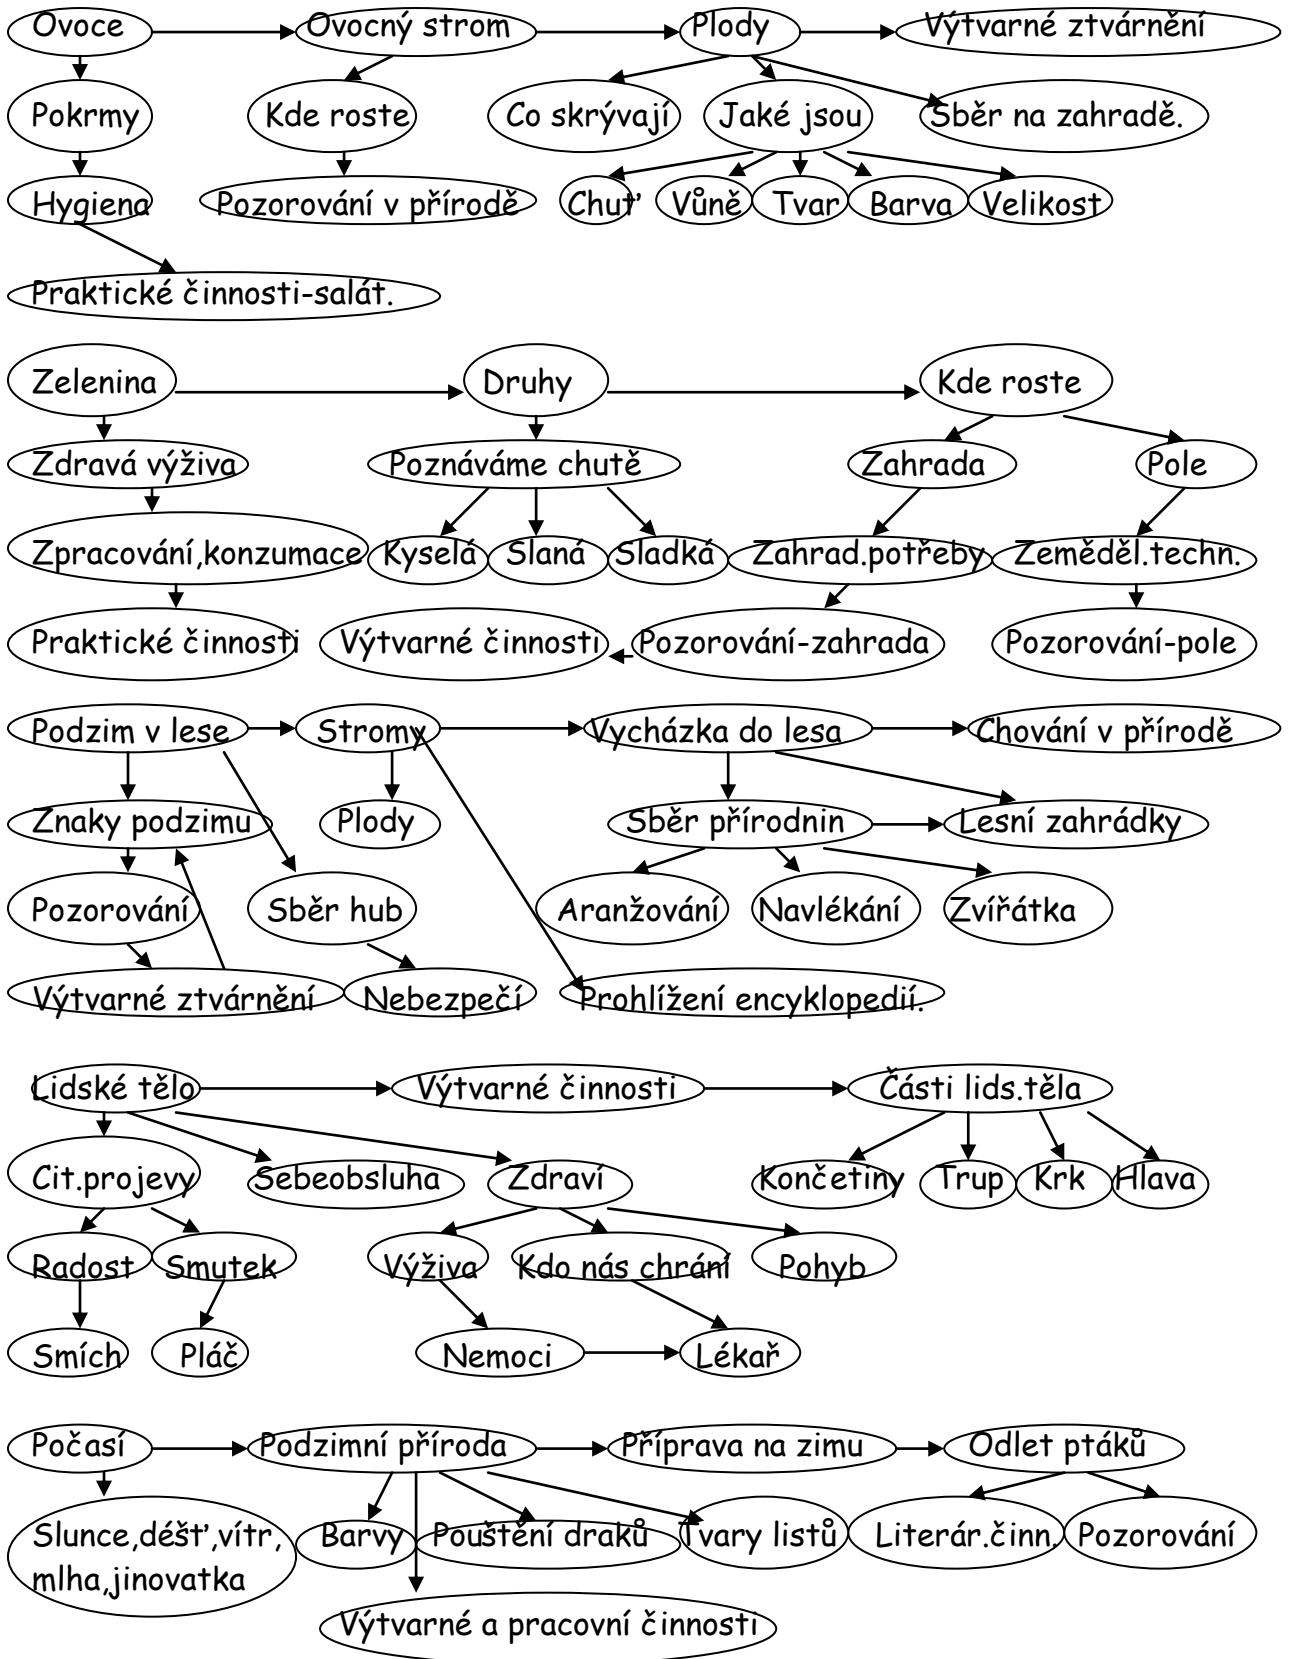 Ovoce Ovocný strom Plody Výtvarné ztvárnění
Pokrmy Kde roste Co skrývají Jaké jsou Sběr na zahradě.
Hygiena Pozorování v přírodě Chuť Vůně Tvar Barva Velikost
Praktické činnosti-salát.
Zelenina Druhy Kde roste
Zdravá výživa Poznáváme chutě Zahrada Pole
Zpracování,konzumace Kyselá Slaná Sladká Zahrad.potřeby Zeměděl.techn.
Praktické činnosti Výtvarné činnosti Pozorování-zahrada Pozorování-pole
Podzim v lese Stromy Vycházka do lesa Chování v přírodě
Znaky podzimu Plody Sběr přírodnin Lesní zahrádky
Pozorování Sběr hub Aranžování Navlékání Zvířátka
Výtvarné ztvárnění Nebezpečí Prohlížení encyklopedií.
Lidské tělo Výtvarné činnosti Části lids.těla
Cit.projevy Sebeobsluha Zdraví Končetiny Trup Krk Hlava
Radost Smutek Výživa Kdo nás chrání Pohyb
Smích Pláč Nemoci Lékař
Počasí Podzimní příroda Příprava na zimu Odlet ptáků
Slunce,déšť,vítr, Barvy Pouštění draků Tvary listů Literár.činn. Pozorování
mlha,jinovatka
Výtvarné a pracovní činnosti